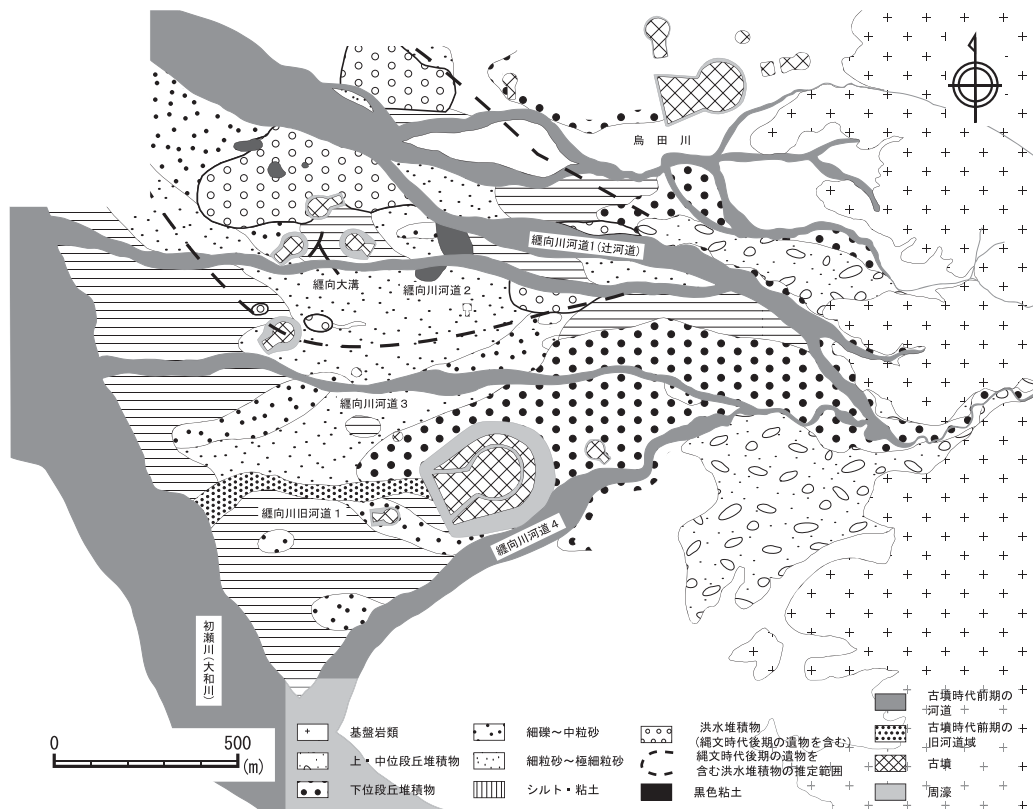 烏田川
纒向川河道1(辻河道)
纒向大溝
纒向川河道2
纒向川河道3
纒向川旧河道1
纒向川河道4
初瀬川(大和川)
0 500
(m)
基盤岩類
上・中位段丘堆積物
下位段丘堆積物
細礫〜中粒砂
細粒砂〜極細粒砂
シルト・粘土
洪水堆積物
(縄文時代後期の遺物を含む)
縄文時代後期の遺物を
含む洪水堆積物の推定範囲
黒色粘土
古墳時代前期の
河道
古墳時代前期の
旧河道域
古墳
周濠